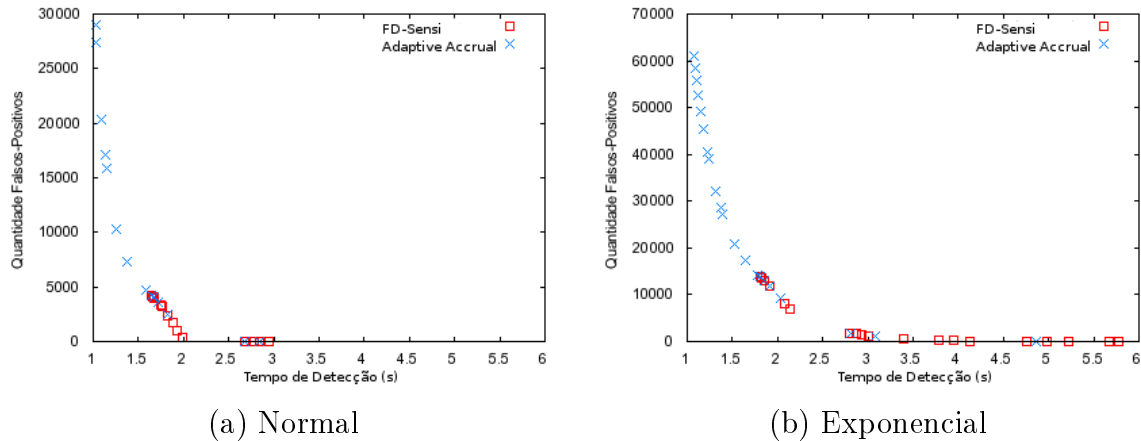 30000
25000
20000
15000
10000
5000
0
Quantidade Falsos-Positivos
FD-Sensi
Adaptive Accrual
1 1.5 2 2.5 3 3.5 4 4.5 5 5.5 6
Tempo de Detecção (s)
(a) Normal
70000
60000
50000
40000
30000
20000
10000
0
Quantidade Falsos-Positivos
FD-Sensi
Adaptive Accrual
1 1.5 2 2.5 3 3.5 4 4.5 5 5.5 6
Tempo de Detecção (s)
(b) Exponencial